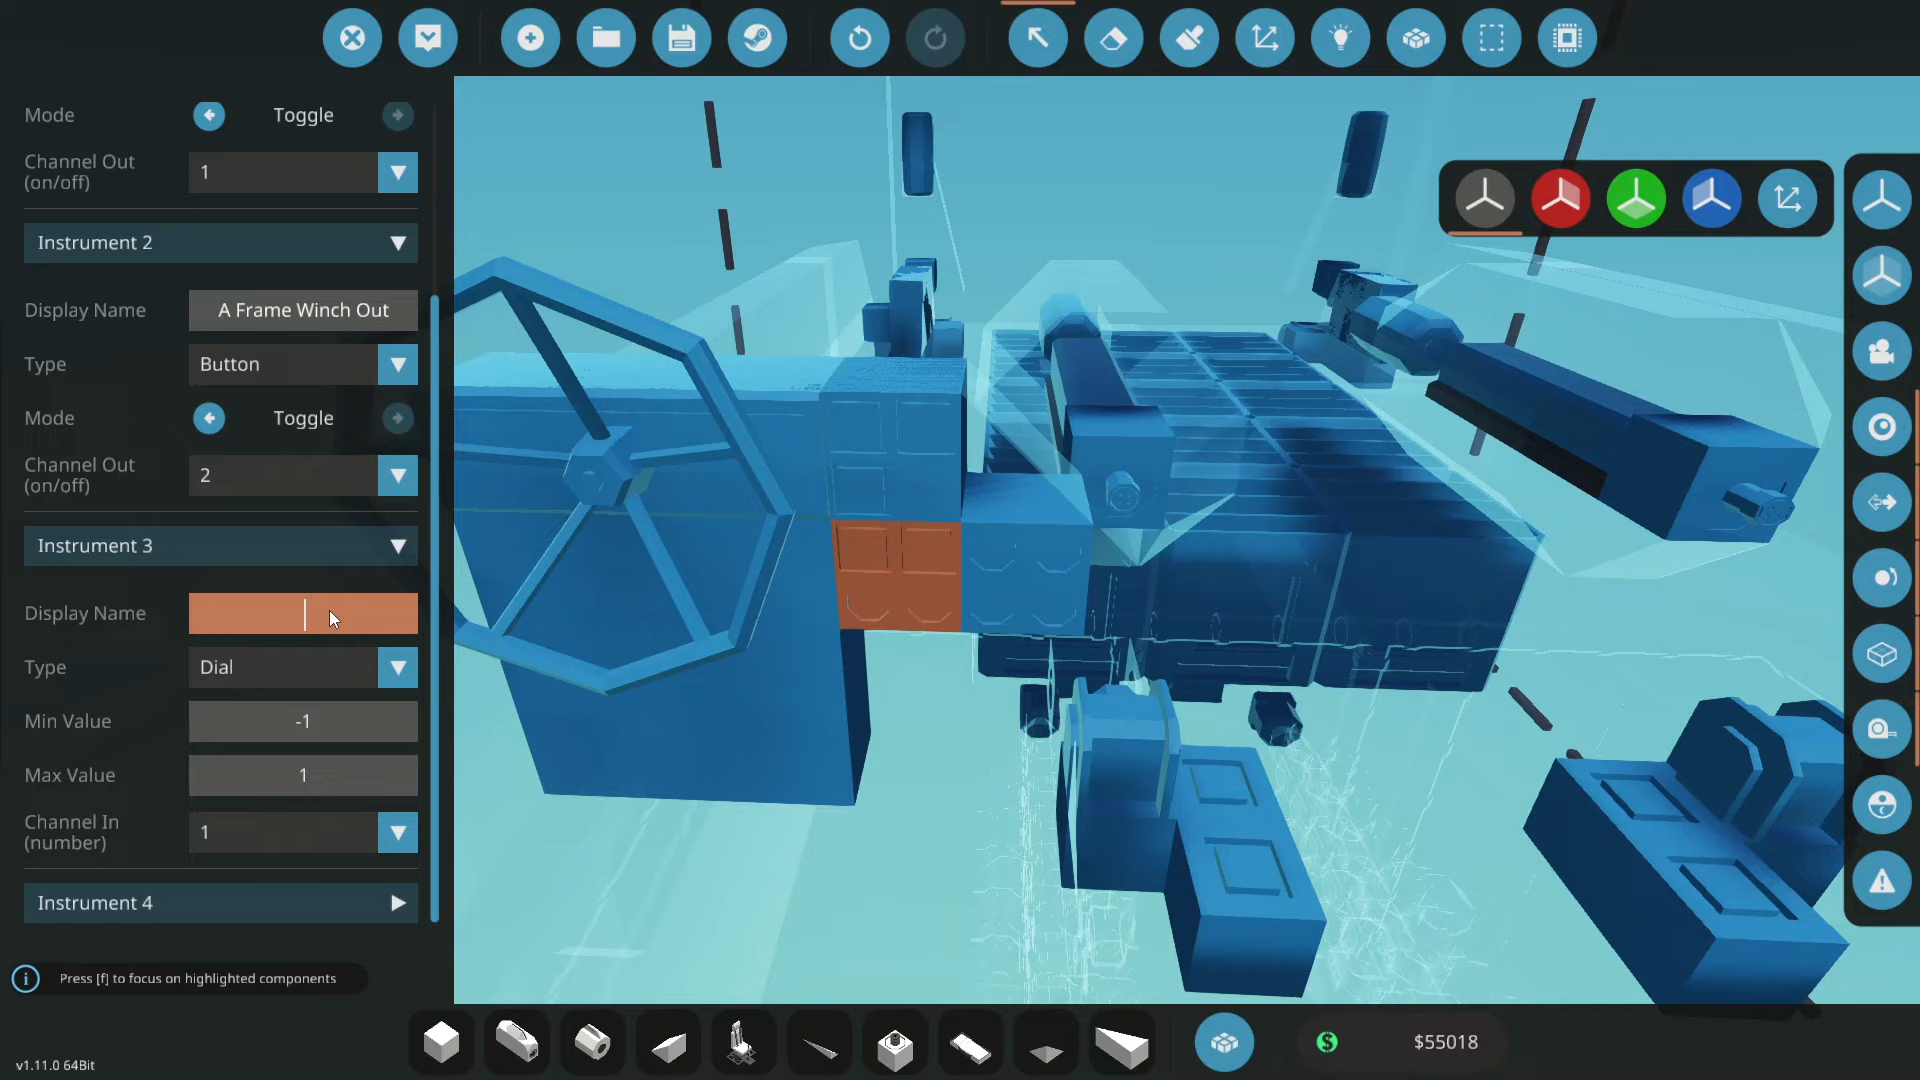 Mode
Toggle
Channel Out
(on/off)
1
Instrument 2
Display Name
A Frame Winch Out
Type
Button
Mode
Toggle
Channel Out
(on/off)
2
Instrument 3
Display Name
Type
Dial
Min Value
-1
Max Value
1
Channel In
(number)
1
Instrument 4
i
Press [f] to focus on highlighted components
$
$55018
v1.11.0 64Bit